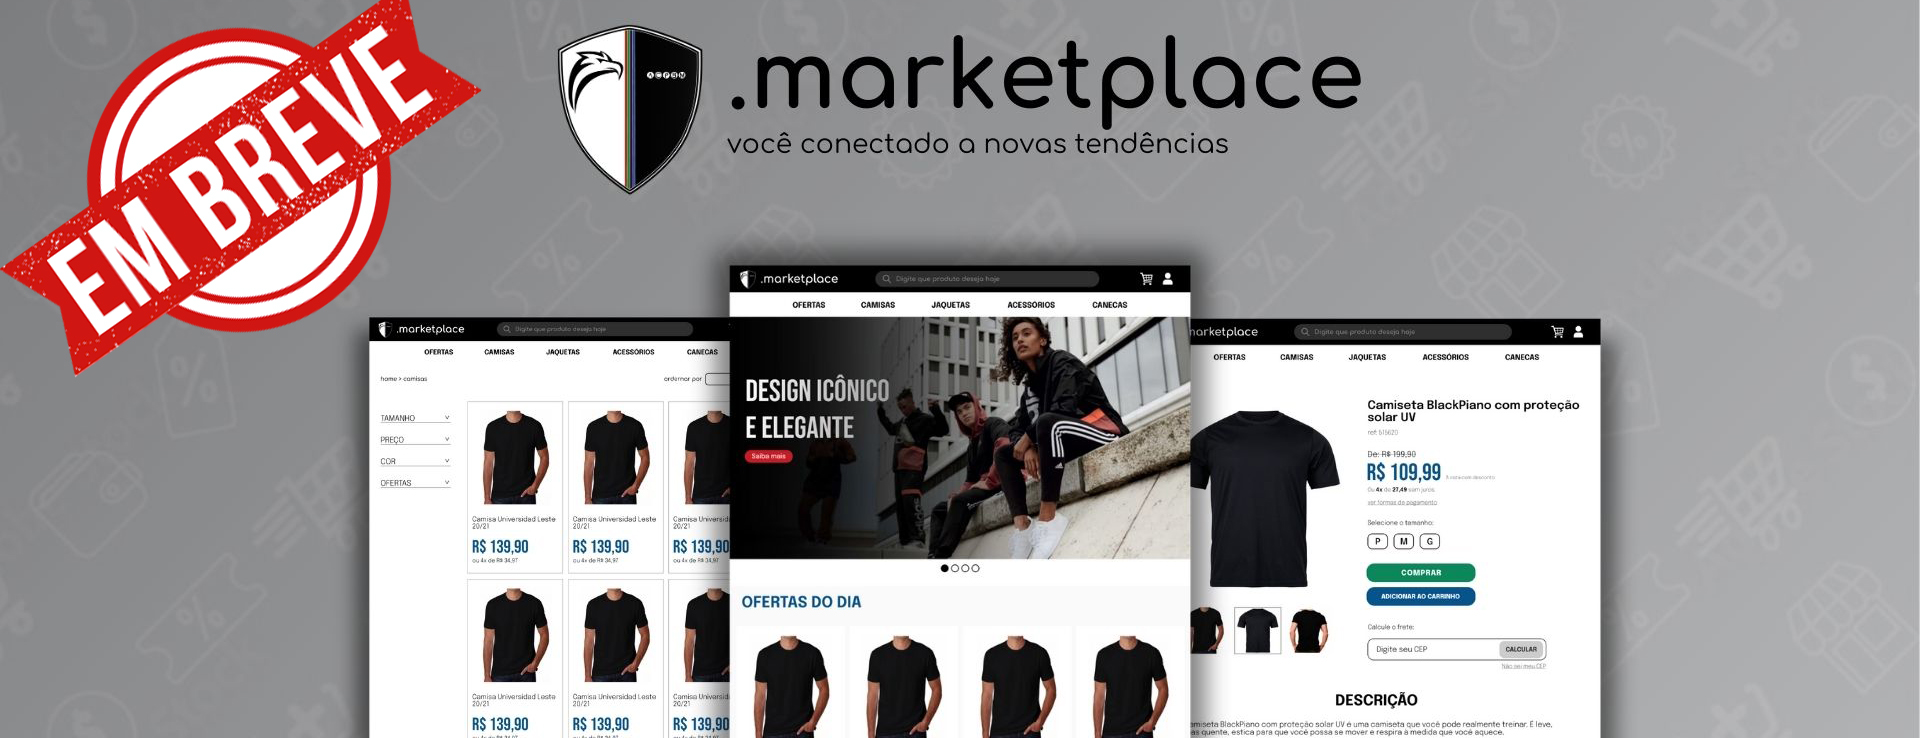 EM BREVE
ACPBN
.marketplace
você conectado a novas tendências
.marketplace
Digite que produto deseja hoje
OFERTAS CAMISAS JAQUETAS ACESSÓRIOS CANECAS
home > camisas
ordernar por
TAMANHO
PREÇO
COR
OFERTAS
Camisa Universidad Leste
20/21
R$ 139,90
ou 4x de R$ 34,97
Camisa Universidad Leste
20/21
R$ 139,90
ou 4x de R$ 34,97
Camisa Universid
20/21
R$ 139,90
ou 4x de R$ 34,97
Camisa Universidad Leste
20/21
R$ 139,90
Camisa Universidad Leste
20/21
R$ 139,90
Camisa Universid
20/21
R$ 139,90
.marketplace
Digite que produto deseja hoje
OFERTAS CAMISAS JAQUETAS ACESSÓRIOS CANECAS
DESIGN ICÔNICO
E ELEGANTE
Saiba mais
OFERTAS DO DIA
marketplace
Digite que produto deseja hoje
OFERTAS CAMISAS JAQUETAS ACESSÓRIOS CANECAS
Camiseta BlackPiano com proteção
solar UV
ref: 515620
De: R$ 199,90
R$ 109,99
À vista com desconto
Ou 4x de 27,49 sem juros
ver formas de pagamento
Selecione o tamanho:
P M G
COMPRAR
ADICIONAR AO CARRINHO
Calcule o frete:
Digite seu CEP CALCULAR
Não sei meu CEP
DESCRIÇÃO
amiseta BlackPiano com proteção solar UV é uma camiseta que você pode realmente treinar. E leve,
as quente, estica para que você possa se mover e respira à medida que você aquece.